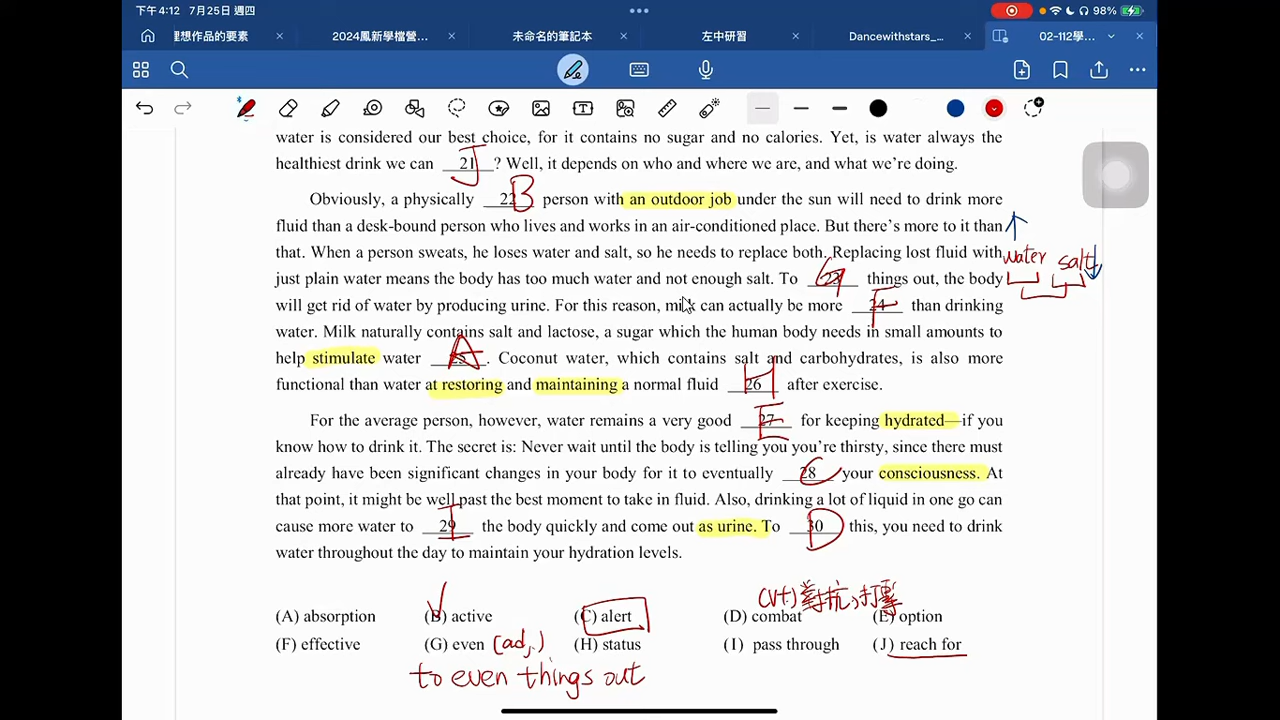 下午4:12 7月25日 週四
98%
理想作品的要素
2024鳳新學檔營...
未命名的筆記本
左中研習
Dancewithstars_...
02-112學...
water is considered our best choice, for it contains no sugar and no calories. Yet, is water always the
healthiest drink we can 21 J ? Well, it depends on who and where we are, and what we're doing.
Obviously, a physically 22 B person with an outdoor job under the sun will need to drink more
fluid than a desk-bound person who lives and works in an air-conditioned place. But there's more to it than
that. When a person sweats, he loses water and salt, so he needs to replace both. Replacing lost fluid with
water salt
just plain water means the body has too much water and not enough salt. To 23 G things out, the body
will get rid of water by producing urine. For this reason, milk can actually be more 24 F than drinking
water. Milk naturally contains salt and lactose, a sugar which the human body needs in small amounts to
help stimulate water 25 A . Coconut water, which contains salt and carbohydrates, is also more
functional than water at restoring and maintaining a normal fluid 26 H after exercise.
For the average person, however, water remains a very good 27 E for keeping hydrated—if you
know how to drink it. The secret is: Never wait until the body is telling you you're thirsty, since there must
already have been significant changes in your body for it to eventually 28 C your consciousness. At
that point, it might be well past the best moment to take in fluid. Also, drinking a lot of liquid in one go can
cause more water to 29 I the body quickly and come out as urine. To 30 D this, you need to drink
water throughout the day to maintain your hydration levels.
(vt) 對抗,打擊
(A) absorption (B) active (C) alert (D) combat (E) option
(F) effective (G) even (ad.) (H) status (I) pass through (J) reach for
to even things out